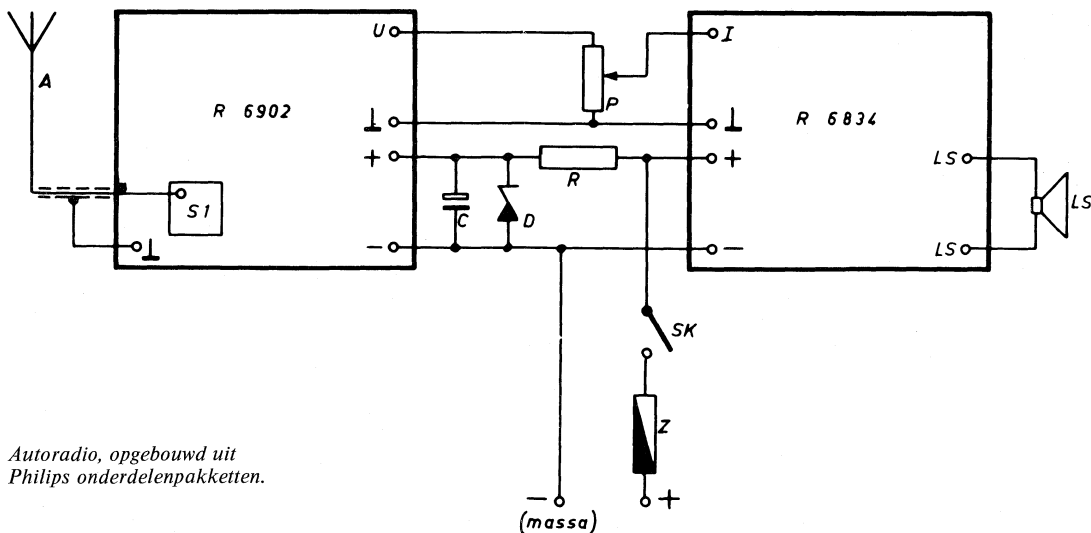 A
R 6902
U
⊥
+
−
S1
⊥
P
R
C
D
I
⊥
+
−
R 6834
LS
LS
LS
SK
Z
−
(massa)
+
Autoradio, opgebouwd uit
Philips onderdelenpakketten.